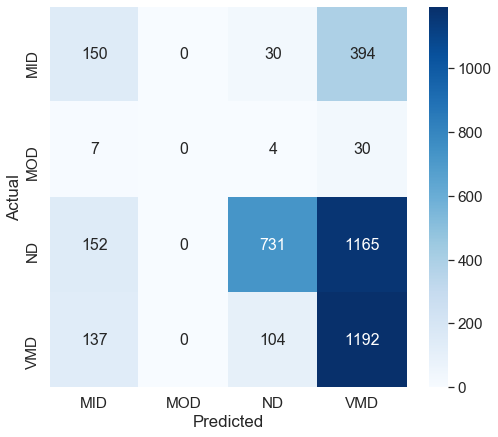 MID 150 0 30 394
MOD 7 0 4 30
ND 152 0 731 1165
VMD 137 0 104 1192
MID MOD ND VMD
Predicted
Actual
1000
800
600
400
200
0